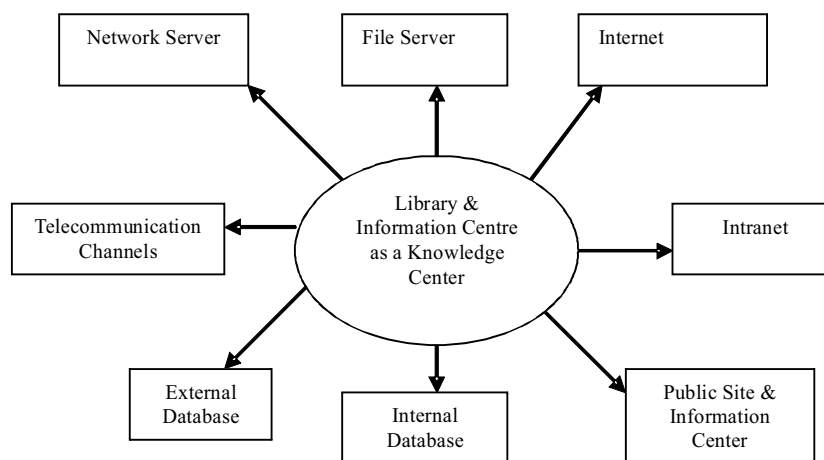 Network Server
File Server
Internet
Library &
Information Centre
as a Knowledge
Center
Telecommunication
Channels
Intranet
External
Database
Internal
Database
Public Site &
Information
Center